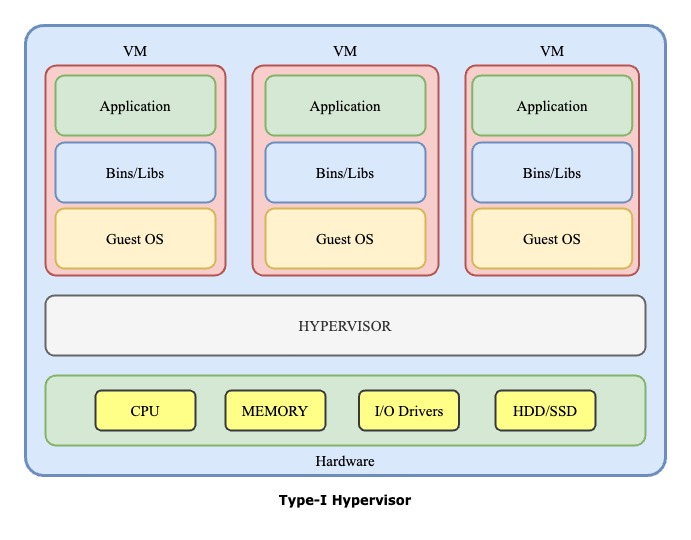 VM VM VM
Application Application Application
Bins/Libs Bins/Libs Bins/Libs
Guest OS Guest OS Guest OS
HYPERVISOR
CPU MEMORY I/O Drivers HDD/SSD
Hardware
Type-I Hypervisor